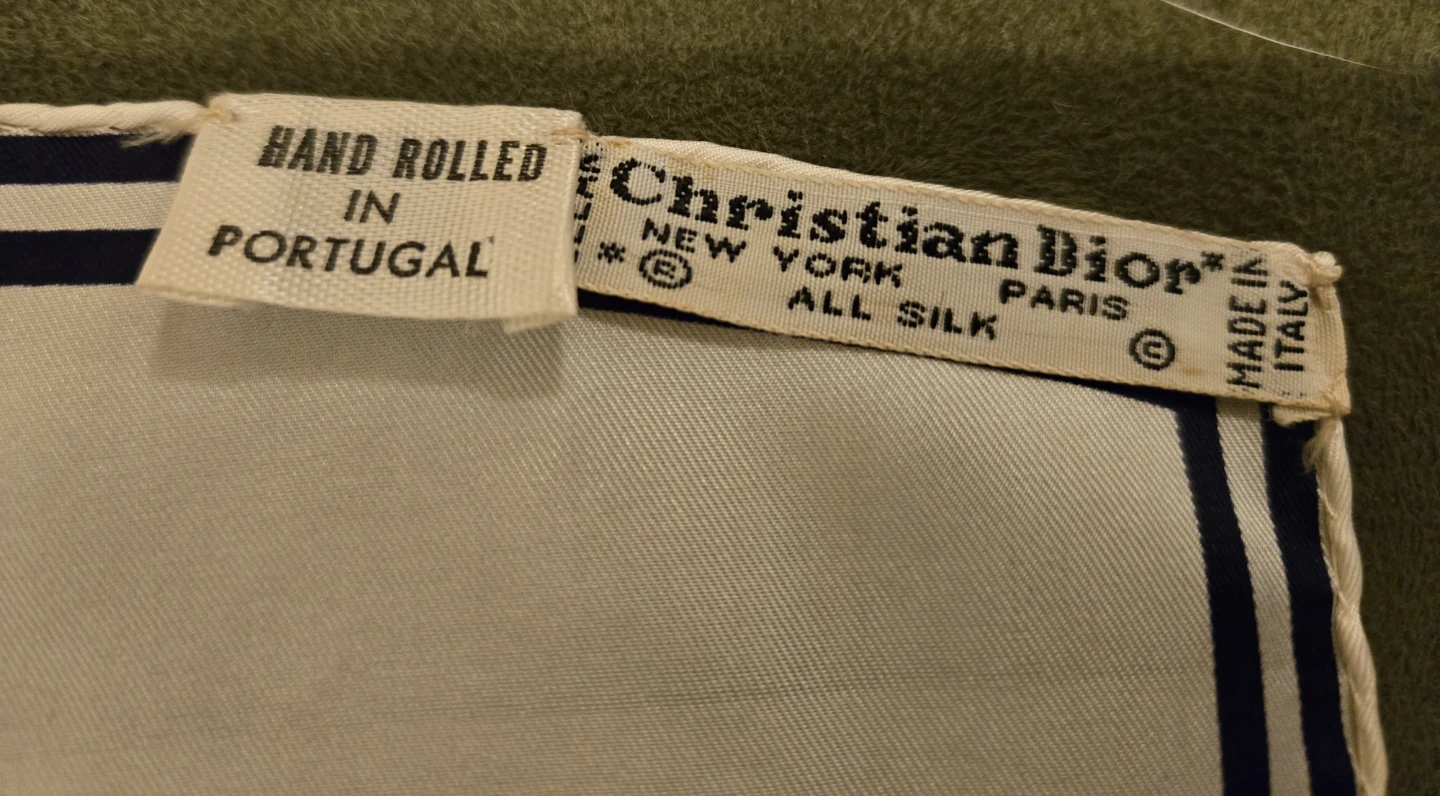 HAND ROLLED
IN
PORTUGAL
Christian Dior*
NEW YORK PARIS
*® ALL SILK ©
MADE IN
ITALY